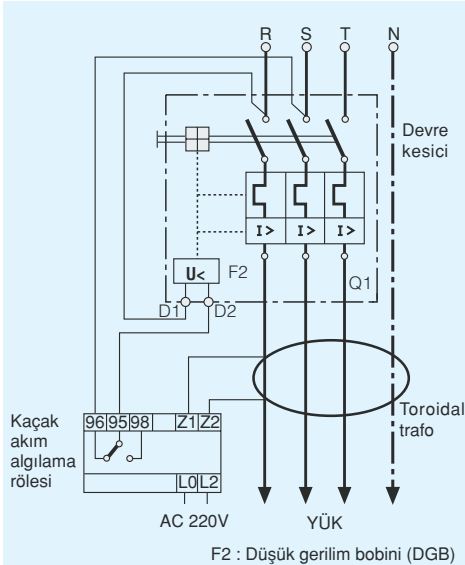 R S T N
Devre
kesici
I> I> I>
U< F2
Q1
D1 D2
Kaçak
akım
algılama
rölesi
96 95 98 Z1 Z2
Toroidal
trafo
L0 L2
AC 220V
YÜK
F2 : Düşük gerilim bobini (DGB)